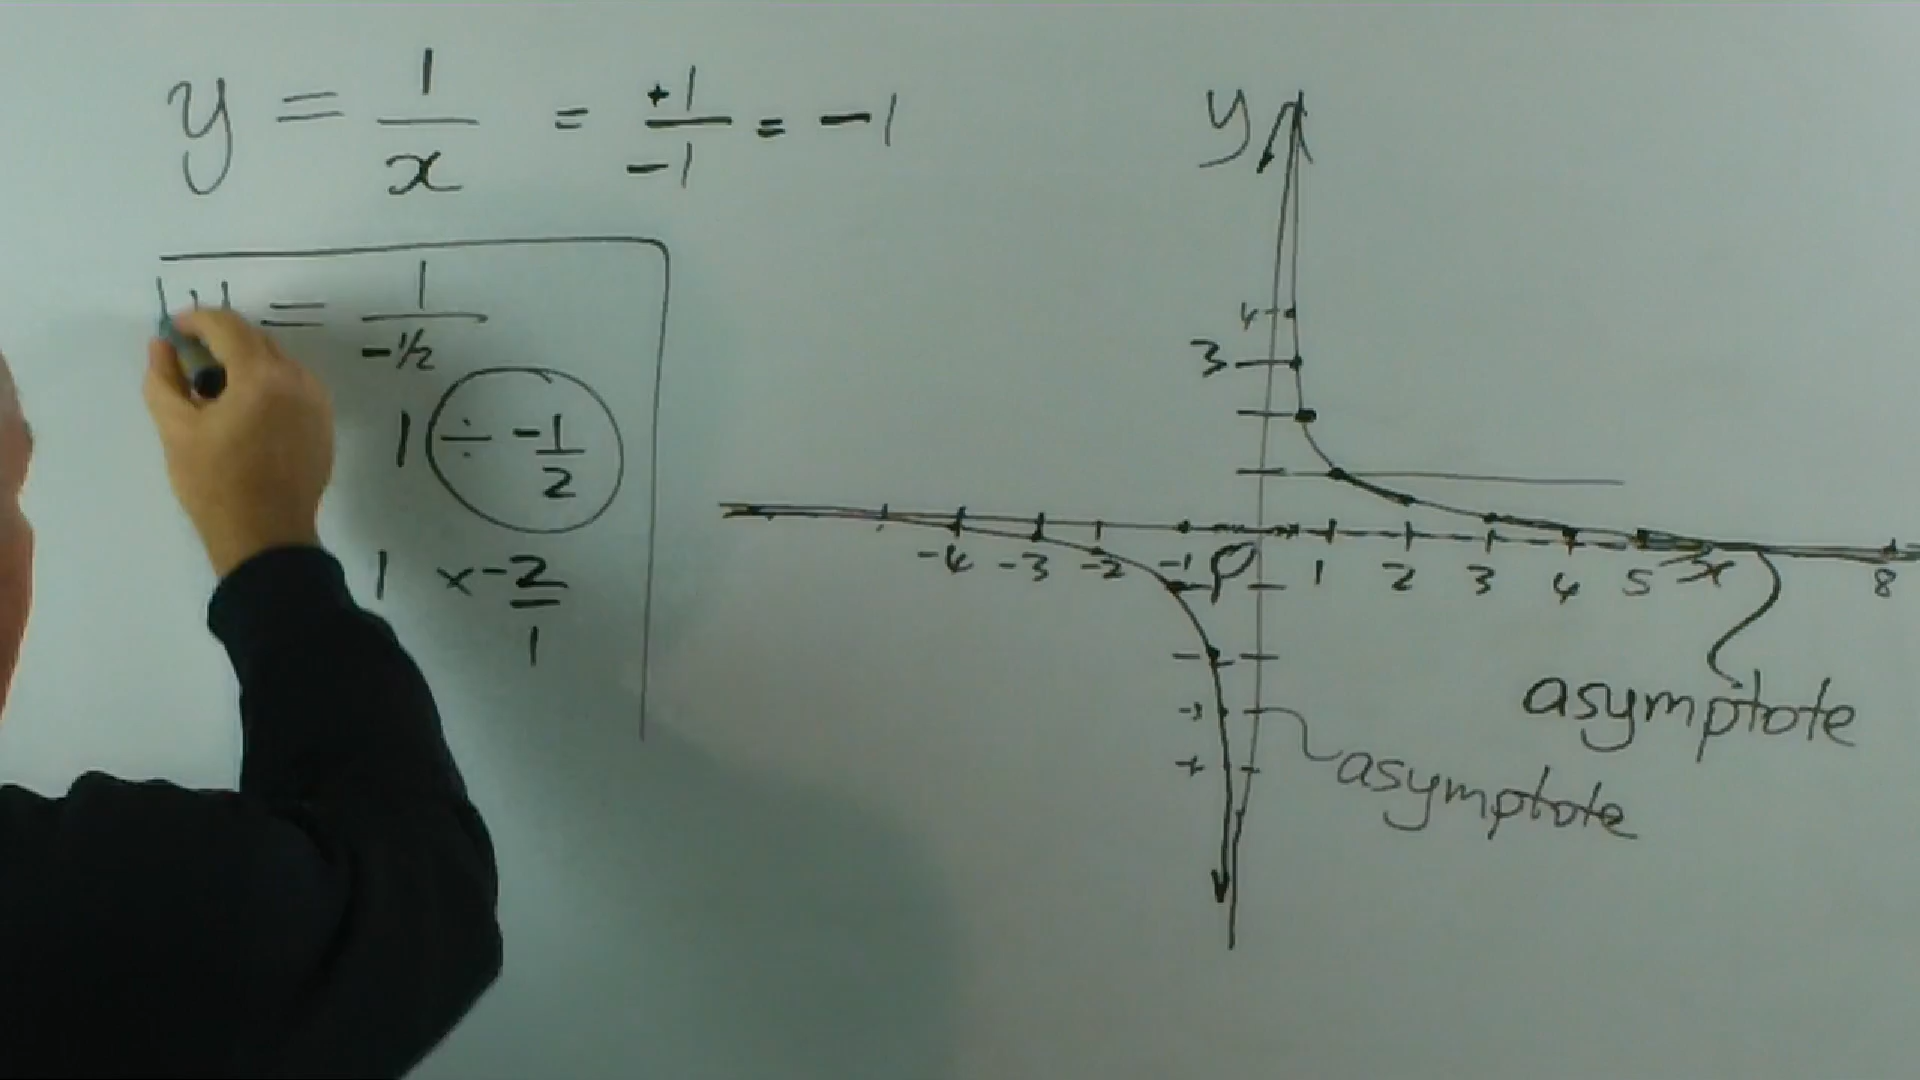 y = 1/x = +1/-1 = -1
y = 1/-1/2
1 ÷ -1/2
1 × -2/1
y
4
3
-4 -3 -2 -1 0 1 2 3 4 5 x 8
-3
asymptote
asymptote